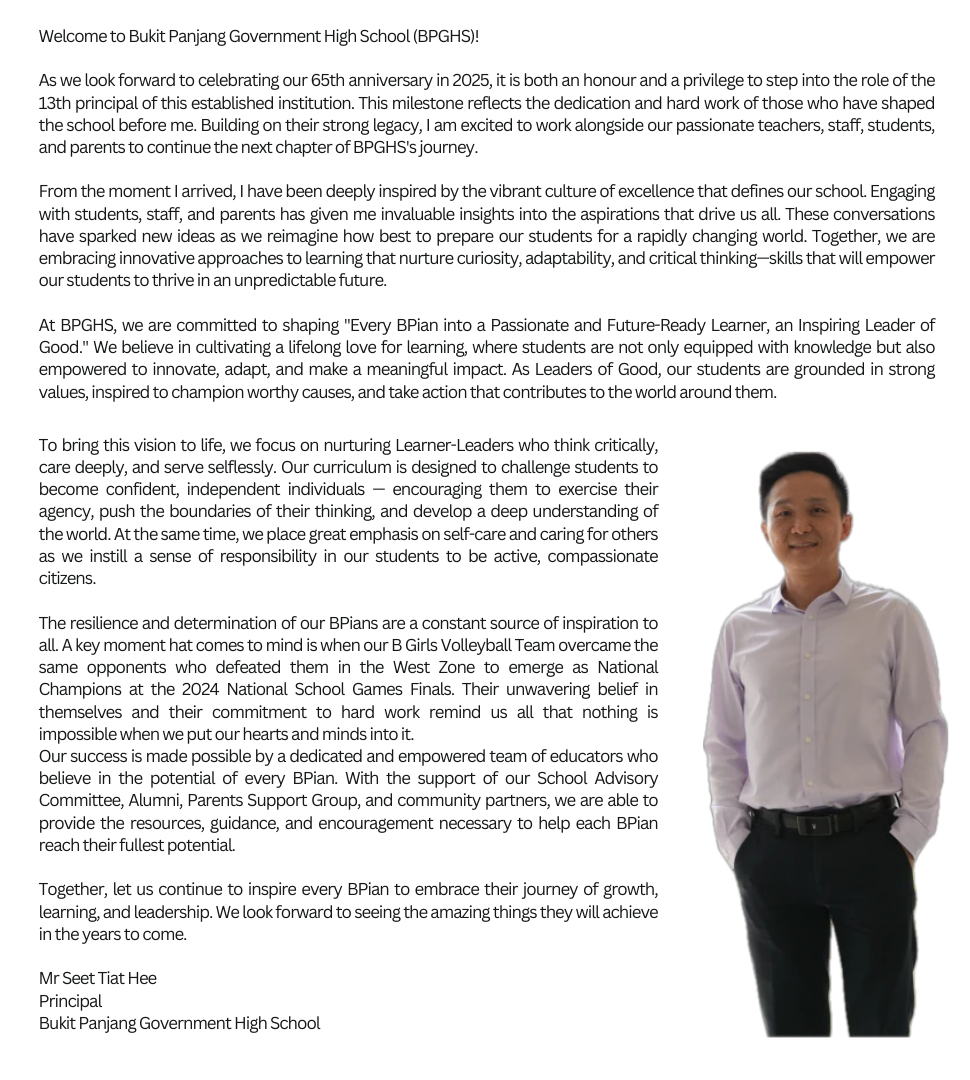 Welcome to Bukit Panjang Government High School (BPGHS)!
As we look forward to celebrating our 65th anniversary in 2025, it is both an honour and a privilege to step into the role of the
13th principal of this established institution. This milestone reflects the dedication and hard work of those who have shaped
the school before me. Building on their strong legacy, I am excited to work alongside our passionate teachers, staff, students,
and parents to continue the next chapter of BPGHS's journey.
From the moment I arrived, I have been deeply inspired by the vibrant culture of excellence that defines our school. Engaging
with students, staff, and parents has given me invaluable insights into the aspirations that drive us all. These conversations
have sparked new ideas as we reimagine how best to prepare our students for a rapidly changing world. Together, we are
embracing innovative approaches to learning that nurture curiosity, adaptability, and critical thinking—skills that will empower
our students to thrive in an unpredictable future.
At BPGHS, we are committed to shaping "Every BPian into a Passionate and Future-Ready Learner, an Inspiring Leader of
Good." We believe in cultivating a lifelong love for learning, where students are not only equipped with knowledge but also
empowered to innovate, adapt, and make a meaningful impact. As Leaders of Good, our students are grounded in strong
values, inspired to champion worthy causes, and take action that contributes to the world around them.
To bring this vision to life, we focus on nurturing Learner-Leaders who think critically,
care deeply, and serve selflessly. Our curriculum is designed to challenge students to
become confident, independent individuals — encouraging them to exercise their
agency, push the boundaries of their thinking, and develop a deep understanding of
the world. At the same time, we place great emphasis on self-care and caring for others
as we instill a sense of responsibility in our students to be active, compassionate
citizens.
The resilience and determination of our BPians are a constant source of inspiration to
all. A key moment hat comes to mind is when our B Girls Volleyball Team overcame the
same opponents who defeated them in the West Zone to emerge as National
Champions at the 2024 National School Games Finals. Their unwavering belief in
themselves and their commitment to hard work remind us all that nothing is
impossible when we put our hearts and minds into it.
Our success is made possible by a dedicated and empowered team of educators who
believe in the potential of every BPian. With the support of our School Advisory
Committee, Alumni, Parents Support Group, and community partners, we are able to
provide the resources, guidance, and encouragement necessary to help each BPian
reach their fullest potential.
Together, let us continue to inspire every BPian to embrace their journey of growth,
learning, and leadership. We look forward to seeing the amazing things they will achieve
in the years to come.
Mr Seet Tiat Hee
Principal
Bukit Panjang Government High School